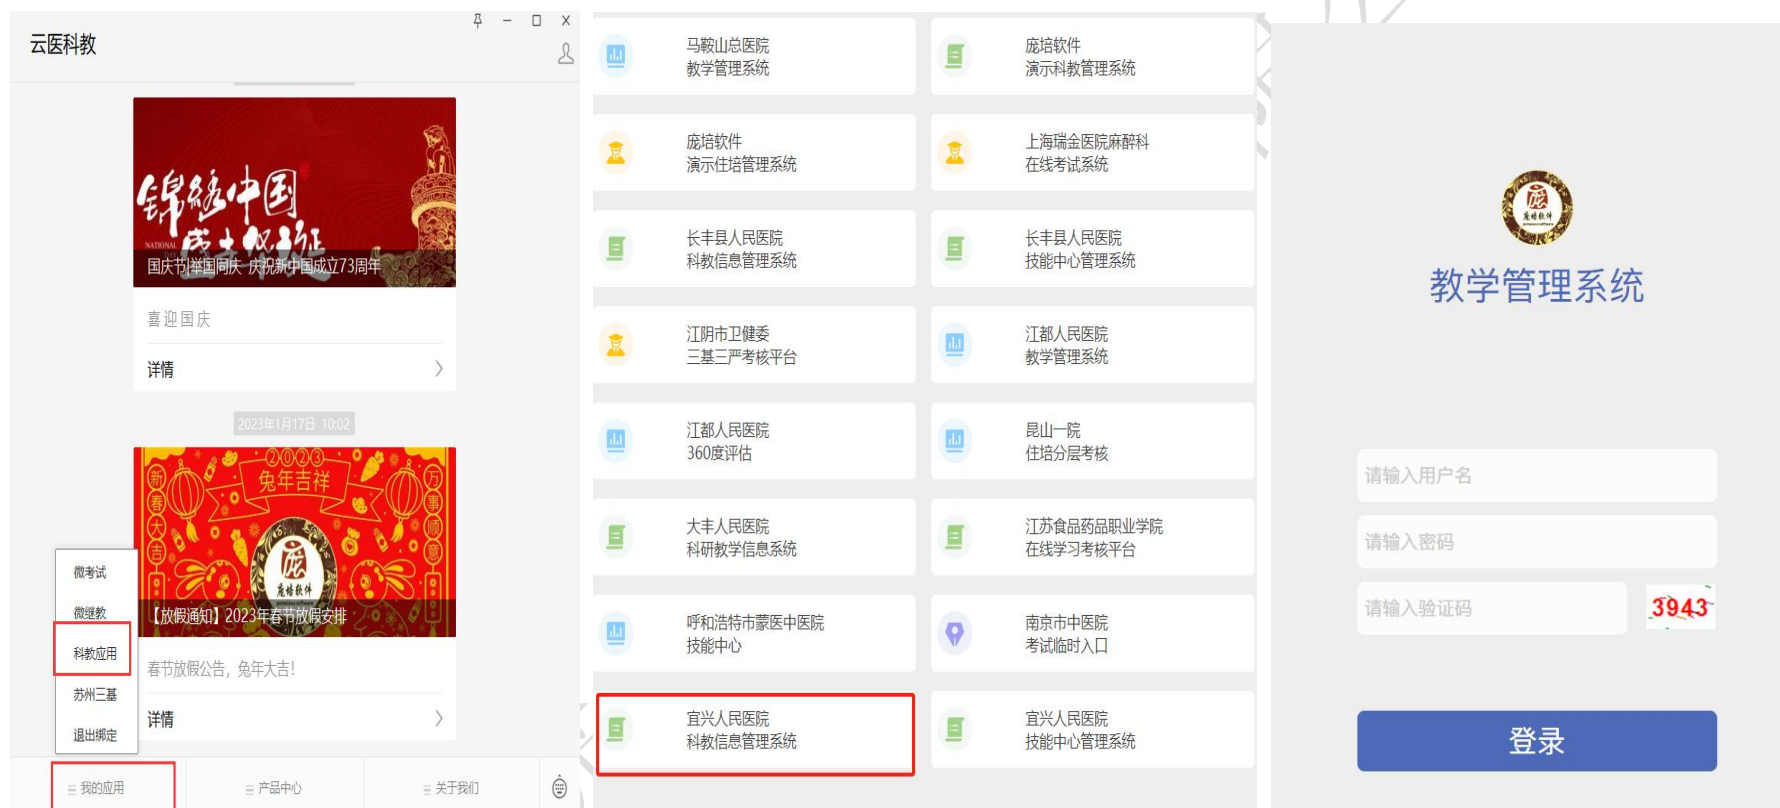 云医科教
锦绣中国
盛世华诞
NATIONAL
国庆节|举国同庆 庆祝新中国成立73周年
喜迎国庆
详情
2023年1月17日 10:02
2023
兔年吉祥
新春大吉
万事顺意
庞
庞培软件
【放假通知】2023年春节放假安排
春节放假公告，兔年大吉！
详情
微考试
微继教
科教应用
苏州三基
退出绑定
我的应用
产品中心
关于我们
马鞍山总医院
教学管理系统
庞培软件
演示科教管理系统
庞培软件
演示住培管理系统
上海瑞金医院麻醉科
在线考试系统
长丰县人民医院
科教信息管理系统
长丰县人民医院
技能中心管理系统
江阴市卫健委
三基三严考核平台
江都人民医院
教学管理系统
江都人民医院
360度评估
昆山一院
住培分层考核
大丰人民医院
科研教学信息系统
江苏食品药品职业学院
在线学习考核平台
呼和浩特市蒙医中医院
技能中心
南京市中医院
考试临时入口
宜兴人民医院
科教信息管理系统
宜兴人民医院
技能中心管理系统
庞
庞培软件
教学管理系统
请输入用户名
请输入密码
请输入验证码
3943
登录